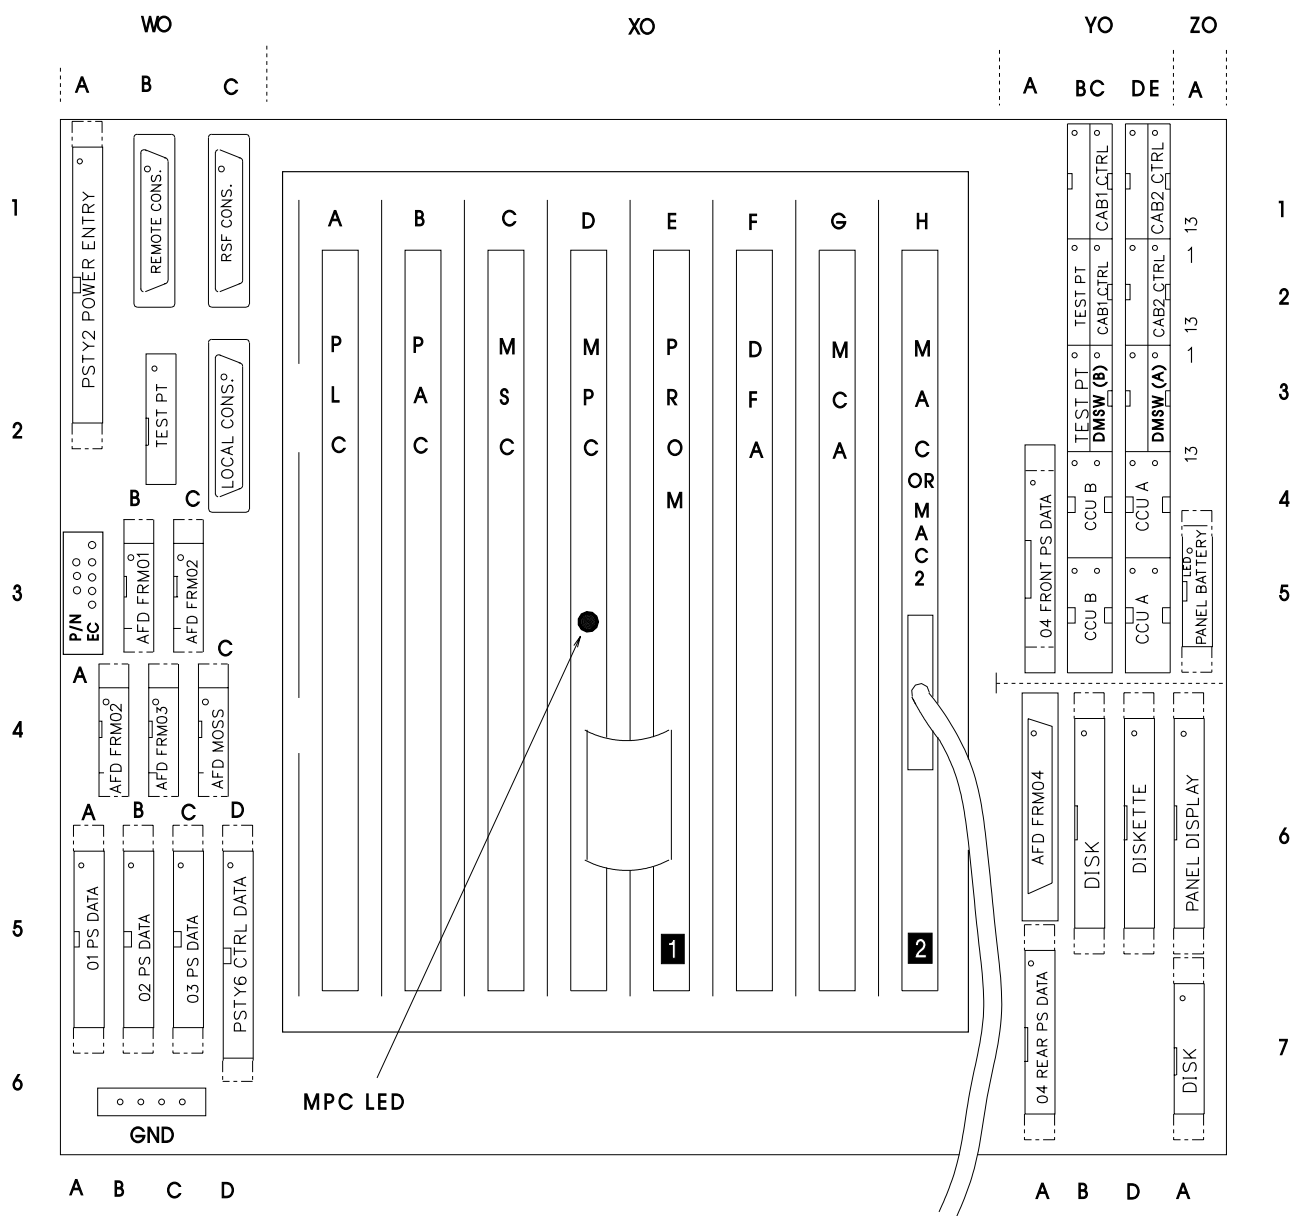 WO XO YO ZO
A B C A B C D E A
1 1
2 2
3
3 4
4 5
5 6
6 7
PSTY2 POWER ENTRY
REMOTE CONS.
RSF CONS.
TEST PT
LOCAL CONS.
B C
P/N
EC
AFD FRM01
AFD FRM02
A C
AFD FRM02
AFD FRM03
AFD MOSS
A B C D
01 PS DATA
02 PS DATA
03 PS DATA
PSTY6 CTRL DATA
GND
A B C D
A B C D E F G H
PLC
PAC
MSC
MPC
PROM
DFA
MCA
MAC
OR
MAC2
1 2
MPC LED
CAB1 CTRL
CAB2 CTRL
13
1
TEST PT
CAB1 CTRL
CAB2 CTRL
13
1
TEST PT
DMSW (B)
DMSW (A)
13
04 FRONT PS DATA
CCU B
CCU A
CCU B
CCU A
LED
PANEL BATTERY
AFD FRM04
DISK
DISKETTE
PANEL DISPLAY
04 REAR PS DATA
DISK
A B D A